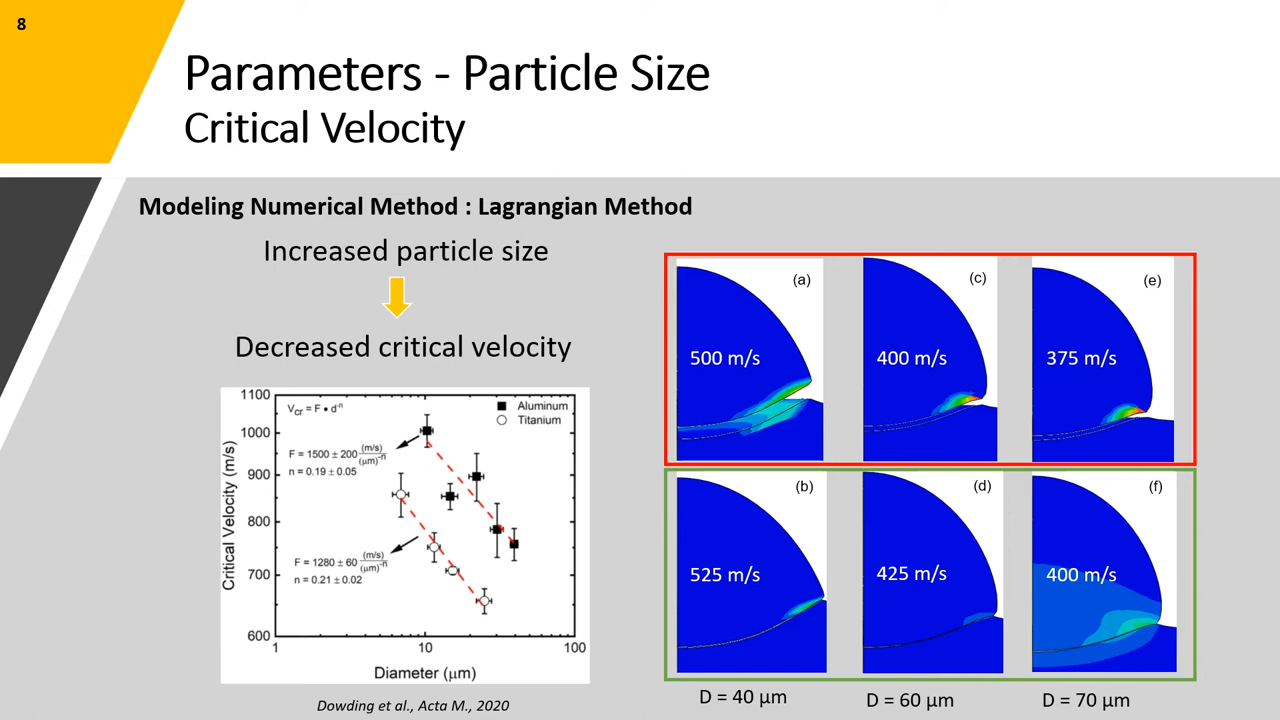 8
Parameters - Particle Size
Critical Velocity
Modeling Numerical Method : Lagrangian Method
Increased particle size
Decreased critical velocity
1100
1000
900
800
700
600
Critical Velocity (m/s)
V_cr = F • d^-n
Aluminum
Titanium
F = 1500 ± 200 (m/s)/(μm)^-n
n = 0.19 ± 0.05
F = 1280 ± 60 (m/s)/(μm)^-n
n = 0.21 ± 0.02
1 10 100
Diameter (μm)
Dowding et al., Acta M., 2020
(a) (c) (e)
500 m/s 400 m/s 375 m/s
(b) (d) (f)
525 m/s 425 m/s 400 m/s
D = 40 μm D = 60 μm D = 70 μm